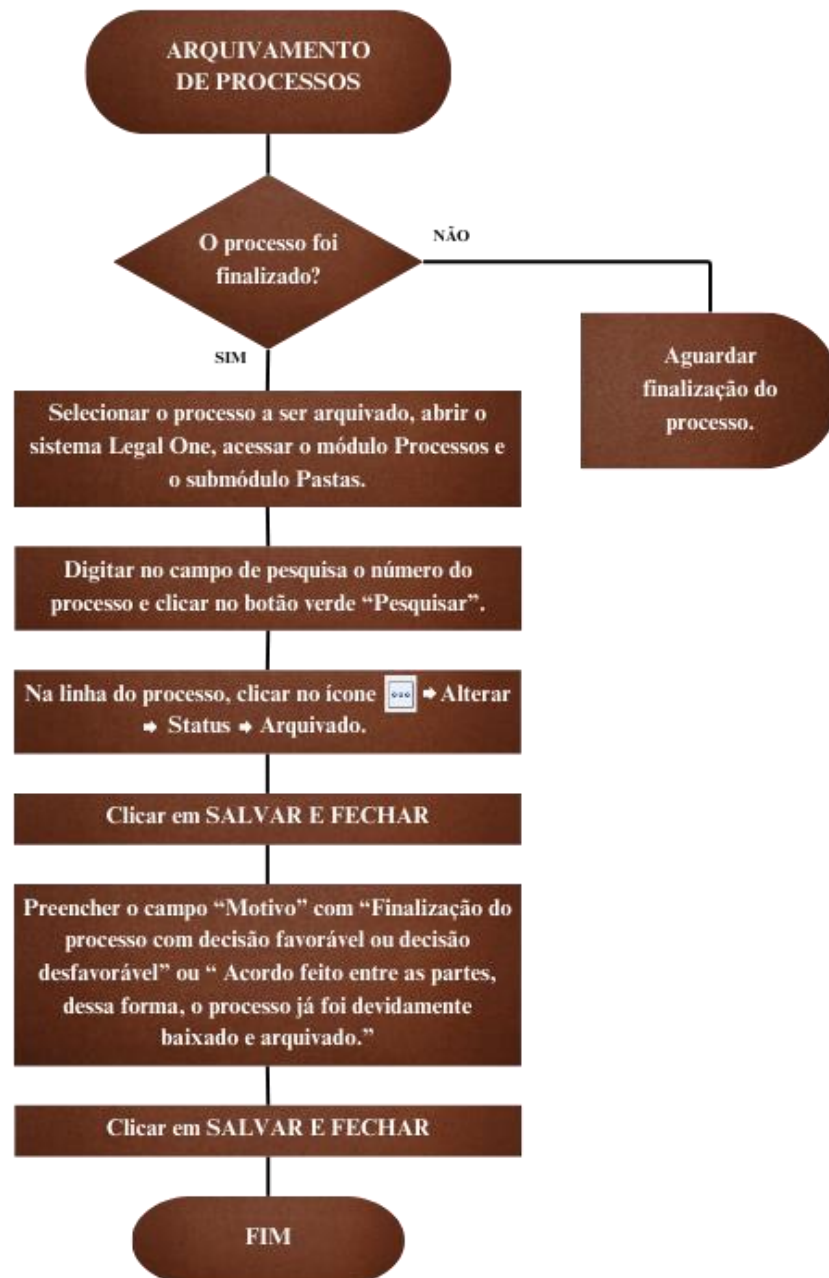 ARQUIVAMENTO
DE PROCESSOS
O processo foi
finalizado?
NÃO
Aguardar
finalização do
processo.
SIM
Selecionar o processo a ser arquivado, abrir o
sistema Legal One, acessar o módulo Processos e
o submódulo Pastas.
Digitar no campo de pesquisa o número do
processo e clicar no botão verde “Pesquisar”.
Na linha do processo, clicar no ícone ➡ Alterar
➡ Status ➡ Arquivado.
Clicar em SALVAR E FECHAR
Preencher o campo “Motivo” com “Finalização do
processo com decisão favorável ou decisão
desfavorável” ou “ Acordo feito entre as partes,
dessa forma, o processo já foi devidamente
baixado e arquivado.”
Clicar em SALVAR E FECHAR
FIM